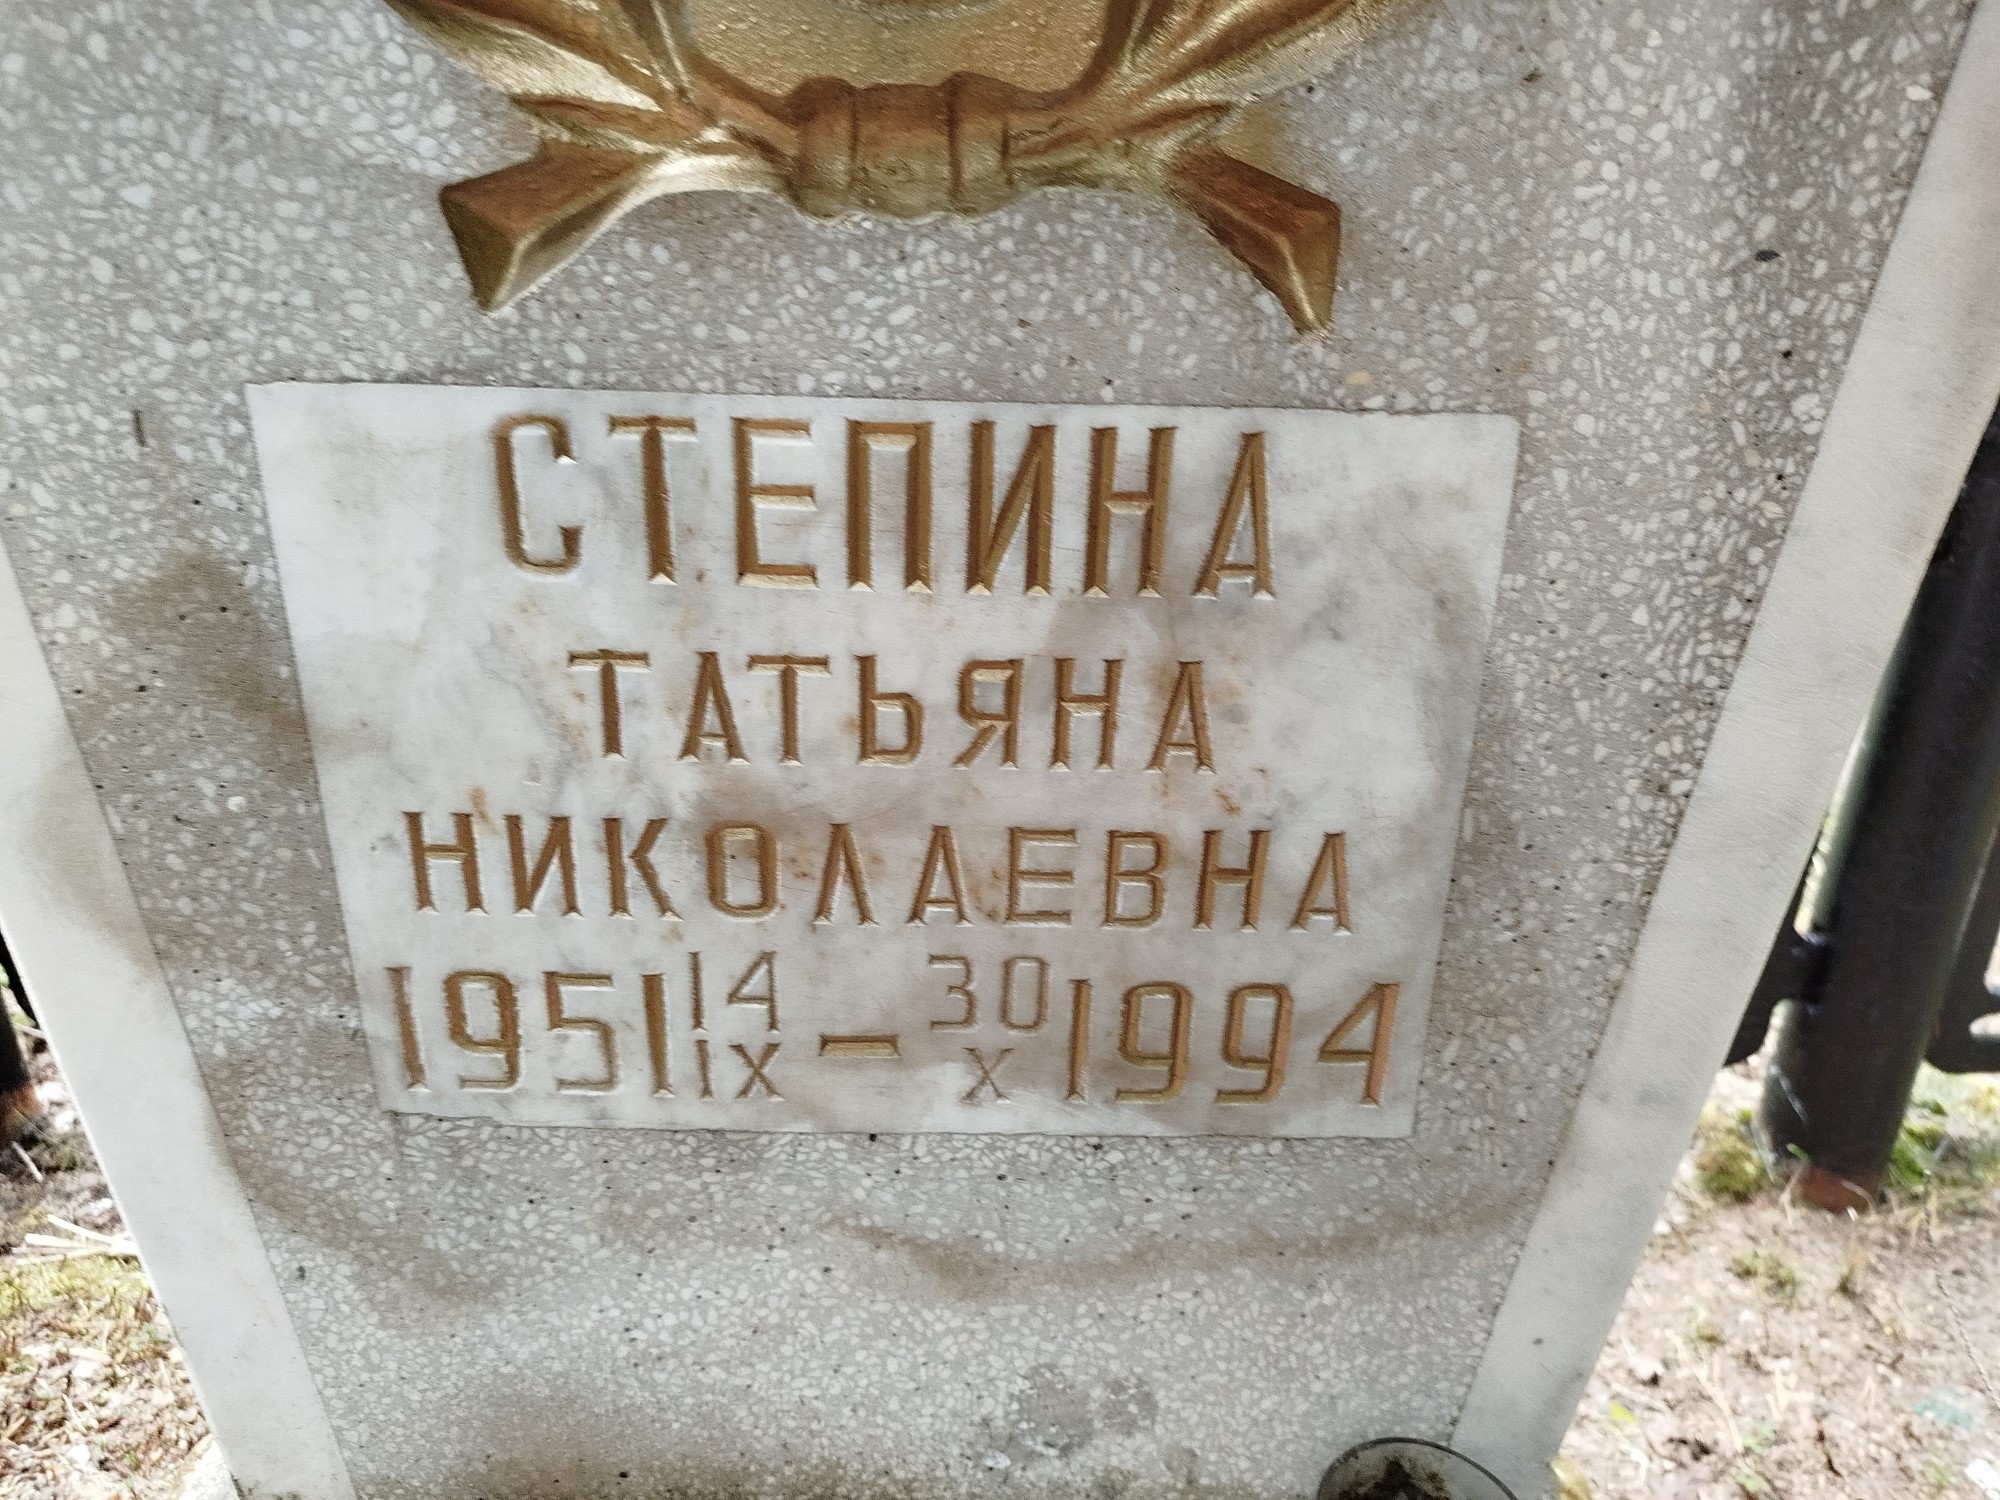 СТЕПИНА
ТАТЬЯНА
НИКОЛАЕВНА
1951 14/IX – 30/X 1994